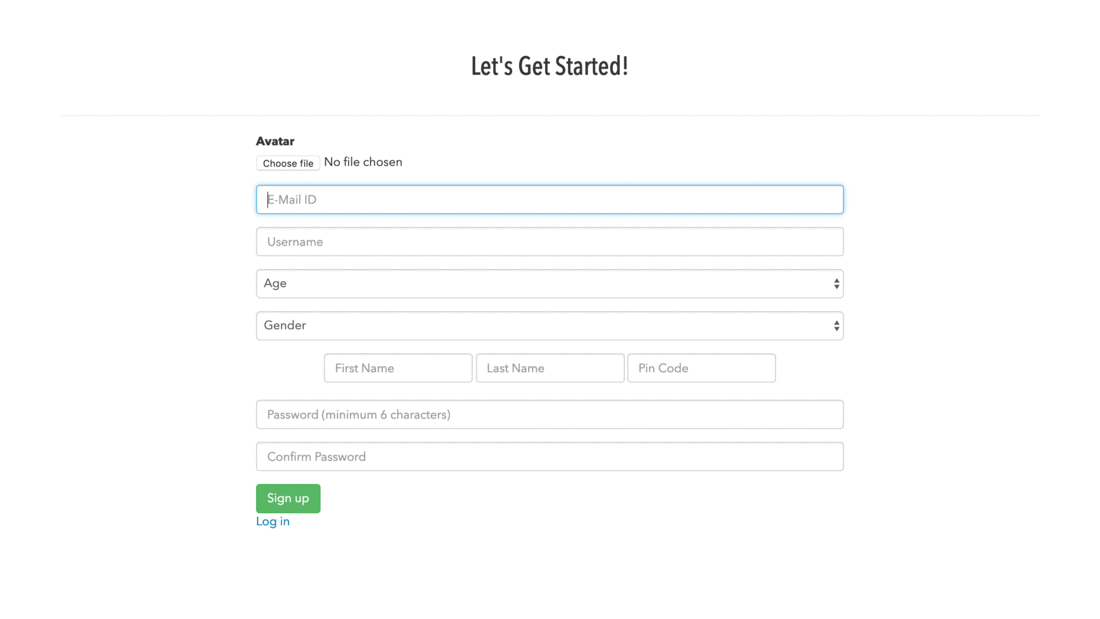 Let's Get Started!
Avatar
Choose file No file chosen
E-Mail ID
Username
Age
Gender
First Name Last Name Pin Code
Password (minimum 6 characters)
Confirm Password
Sign up
Log in